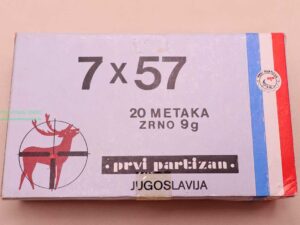 7 x 57
20 METAKA
ZRNO 9g
• prvi partizan •
JUGOSLAVIJA